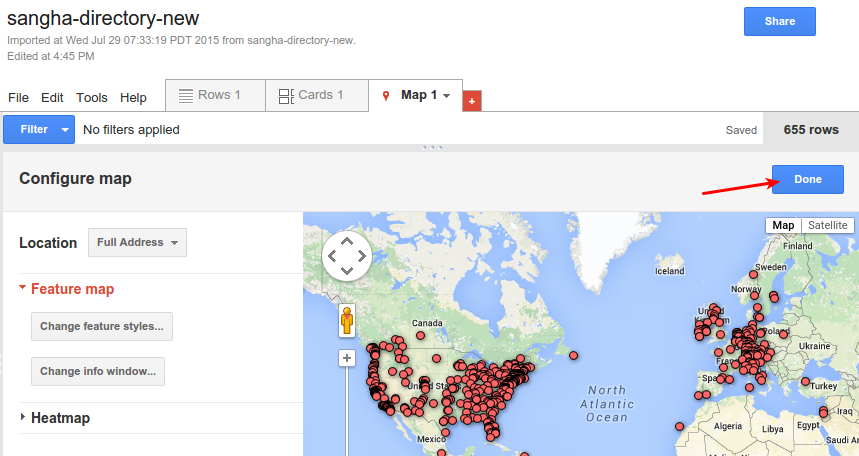 sangha-directory-new
Share
Imported at Wed Jul 29 07:33:19 PDT 2015 from sangha-directory-new.
Edited at 4:45 PM
File Edit Tools Help
Rows 1
Cards 1
Map 1
+
Filter
No filters applied
Saved
655 rows
Configure map
Done
Location
Full Address
Feature map
Change feature styles...
Change info window...
Heatmap
Map
Satellite
+
Finland
Iceland
Sweden
Norway
Canada
Poland
Ukraine
Turkey
North
Atlantic
Ocean
Mexico
Algeria
Libya
Egypt
Iraq